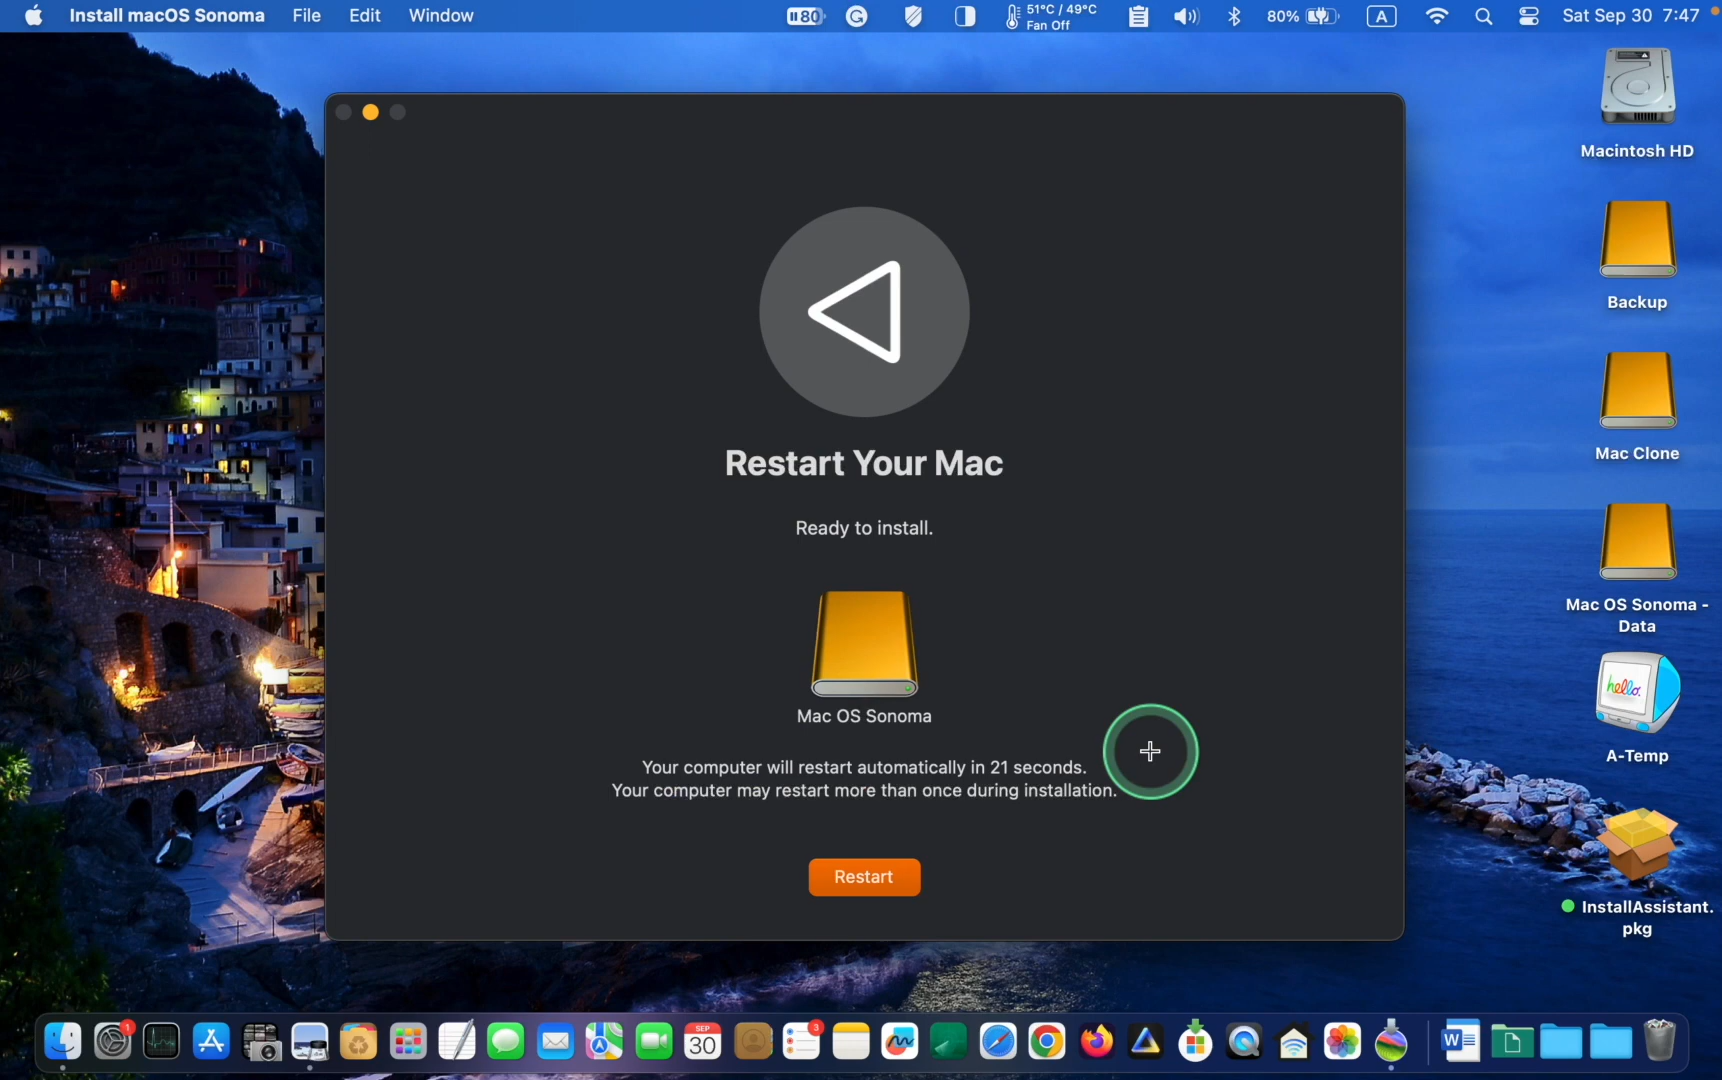 Install macOS Sonoma File Edit Window 80 51°C / 49°C 80% A Sat Sep 30 7:47
Fan Off
Macintosh HD
Backup
Mac Clone
Restart Your Mac
Ready to install.
Mac OS Sonoma -
Data
hello.
Mac OS Sonoma
A-Temp
Your computer will restart automatically in 21 seconds.
Your computer may restart more than once during installation.
Restart
InstallAssistant.
pkg
1
SEP
30
3
W